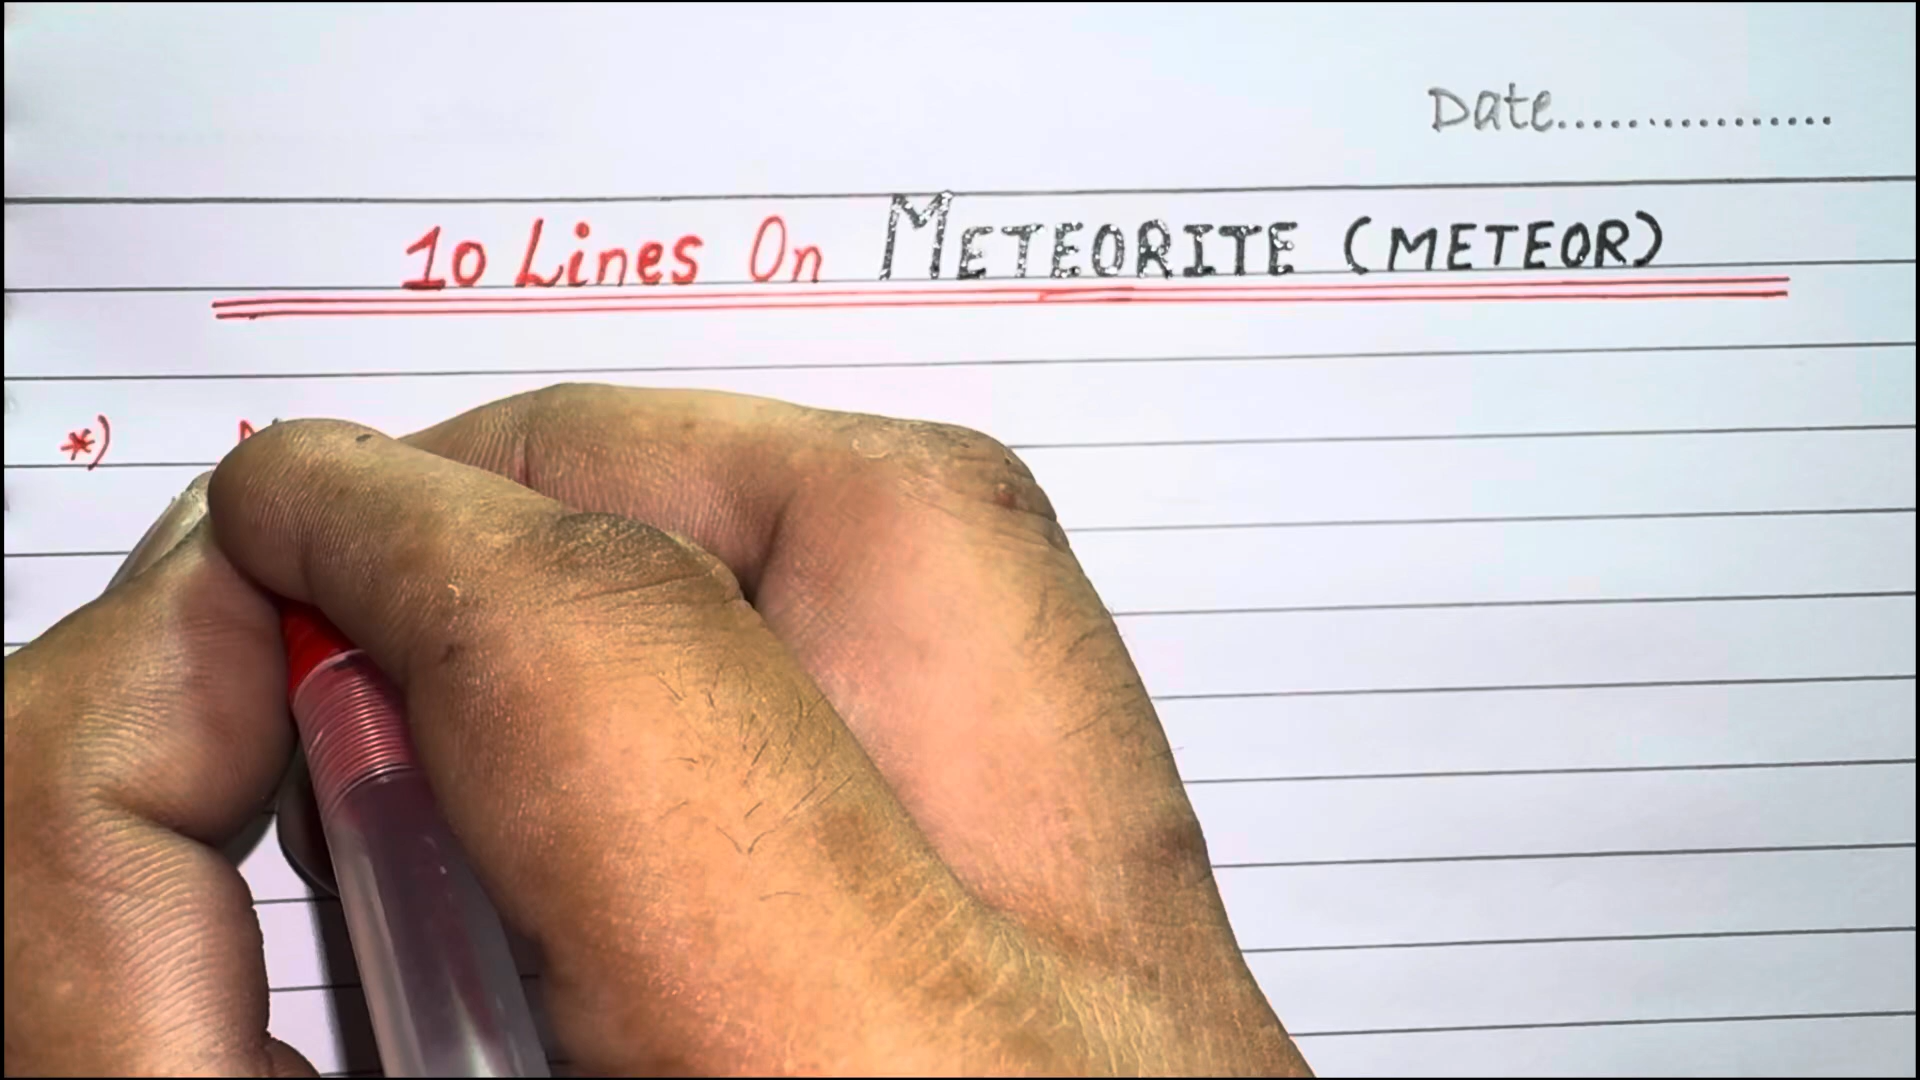 Date................
10 Lines On METEORITE (METEOR)
*)